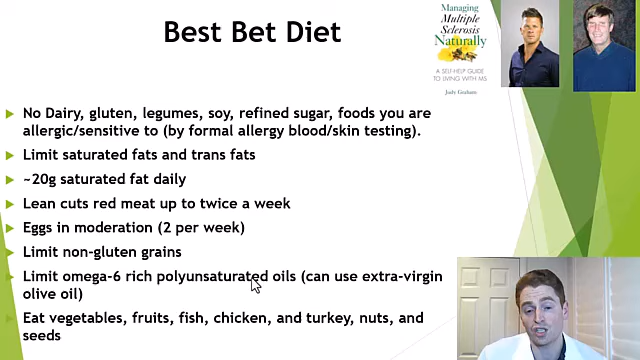 Best Bet Diet
Managing
Multiple
Sclerosis
Naturally
A SELF-HELP GUIDE
TO LIVING WITH MS
Judy Graham
No Dairy, gluten, legumes, soy, refined sugar, foods you are
allergic/sensitive to (by formal allergy blood/skin testing).
Limit saturated fats and trans fats
~20g saturated fat daily
Lean cuts red meat up to twice a week
Eggs in moderation (2 per week)
Limit non-gluten grains
Limit omega-6 rich polyunsaturated oils (can use extra-virgin
olive oil)
Eat vegetables, fruits, fish, chicken, and turkey, nuts, and
seeds